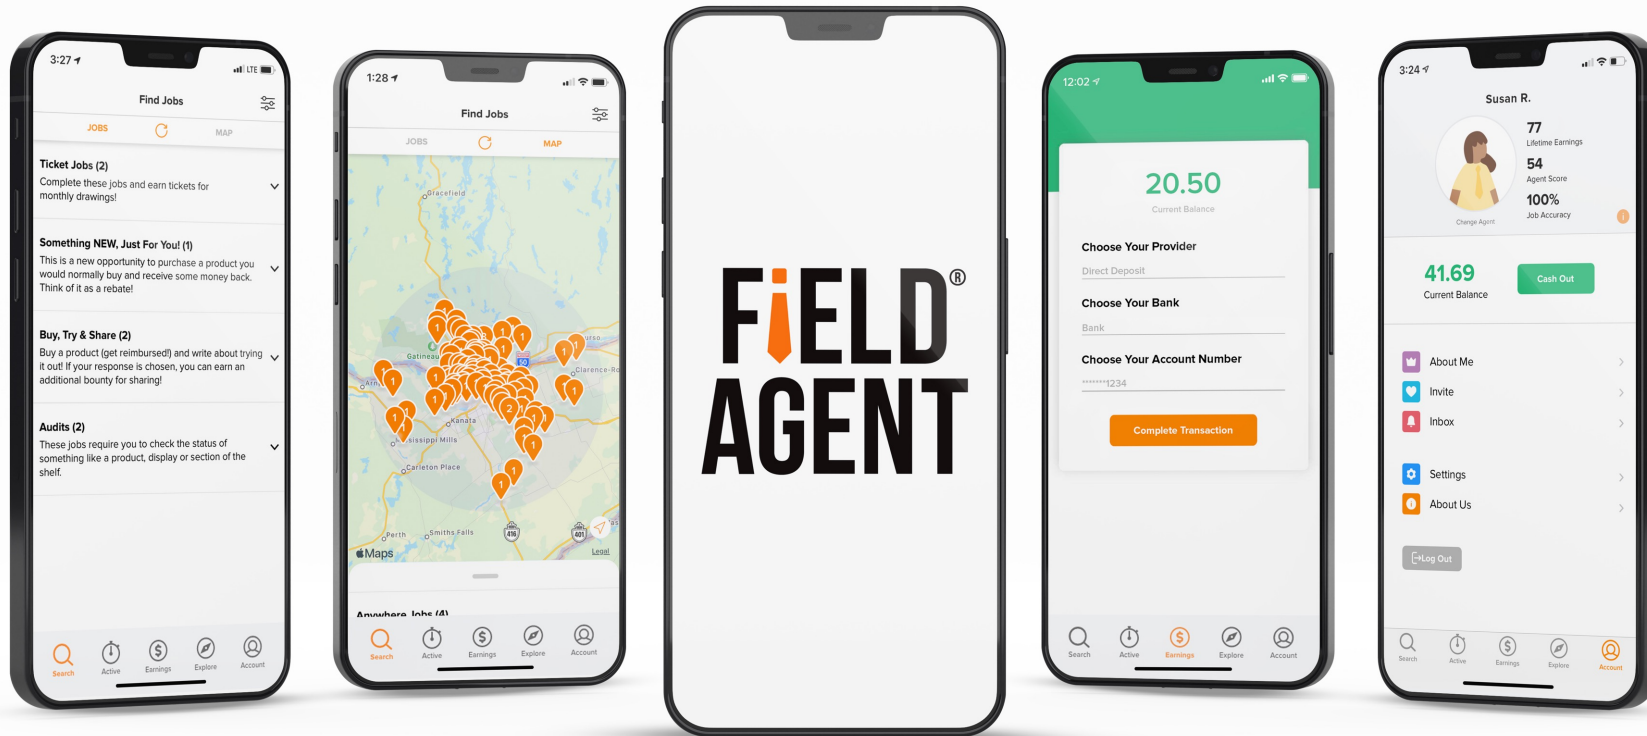 3:27
LTE
Find Jobs
JOBS
MAP
Ticket Jobs (2)
Complete these jobs and earn tickets for
monthly drawings!
Something NEW, Just For You! (1)
This is a new opportunity to purchase a product you
would normally buy and receive some money back.
Think of it as a rebate!
Buy, Try & Share (2)
Buy a product (get reimbursed!) and write about trying
it out! If your response is chosen, you can earn an
additional bounty for sharing!
Audits (2)
These jobs require you to check the status of
something like a product, display or section of the
shelf.
Search Active Earnings Explore Account
1:28
Find Jobs
JOBS
MAP
Gracefield
Gatineau
50
Clarence-Ro
Kanata
Mississippi Mills
Carleton Place
Perth
Smiths Falls
416
401
Maps
Legal
Anywhere Jobs (4)
Search Active Earnings Explore Account
FiELD®
AGENT
12:02
20.50
Current Balance
Choose Your Provider
Direct Deposit
Choose Your Bank
Bank
Choose Your Account Number
*******1234
Complete Transaction
Search Active Earnings Explore Account
3:24
Susan R.
77
Lifetime Earnings
54
Agent Score
100%
Job Accuracy
Change Agent
41.69
Current Balance
Cash Out
About Me
Invite
Inbox
Settings
About Us
Log Out
Search Active Earnings Explore Account